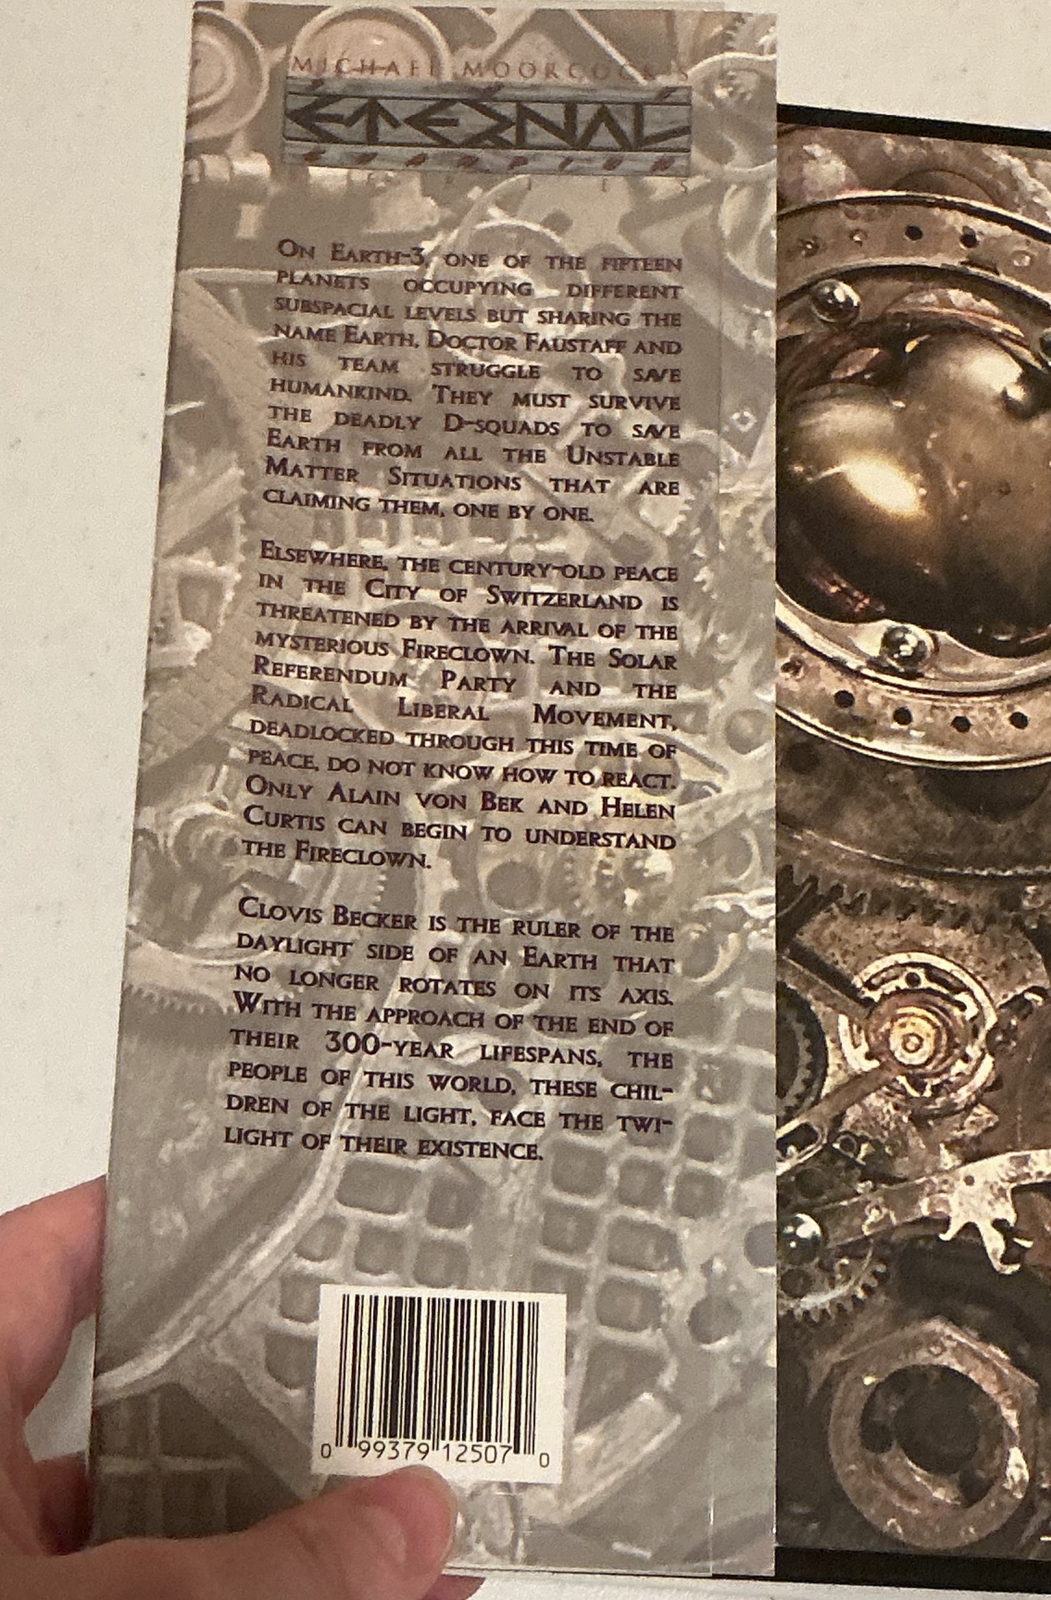 MICHAEL MOORCOCK'S
ETERNAL
CHAMPION
SERIES
ON EARTH-3, ONE OF THE FIFTEEN
PLANETS OCCUPYING DIFFERENT
SUBSPACIAL LEVELS BUT SHARING THE
NAME EARTH, DOCTOR FAUSTAFF AND
HIS TEAM STRUGGLE TO SAVE
HUMANKIND. THEY MUST SURVIVE
THE DEADLY D-SQUADS TO SAVE
EARTH FROM ALL THE UNSTABLE
MATTER SITUATIONS THAT ARE
CLAIMING THEM, ONE BY ONE.
ELSEWHERE, THE CENTURY-OLD PEACE
IN THE CITY OF SWITZERLAND IS
THREATENED BY THE ARRIVAL OF THE
MYSTERIOUS FIRECLOWN. THE SOLAR
REFERENDUM PARTY AND THE
RADICAL LIBERAL MOVEMENT,
DEADLOCKED THROUGH THIS TIME OF
PEACE, DO NOT KNOW HOW TO REACT.
ONLY ALAIN VON BEK AND HELEN
CURTIS CAN BEGIN TO UNDERSTAND
THE FIRECLOWN.
CLOVIS BECKER IS THE RULER OF THE
DAYLIGHT SIDE OF AN EARTH THAT
NO LONGER ROTATES ON ITS AXIS.
WITH THE APPROACH OF THE END OF
THEIR 300-YEAR LIFESPANS, THE
PEOPLE OF THIS WORLD, THESE CHIL-
DREN OF THE LIGHT, FACE THE TWI-
LIGHT OF THEIR EXISTENCE.
0 99379 12507 0